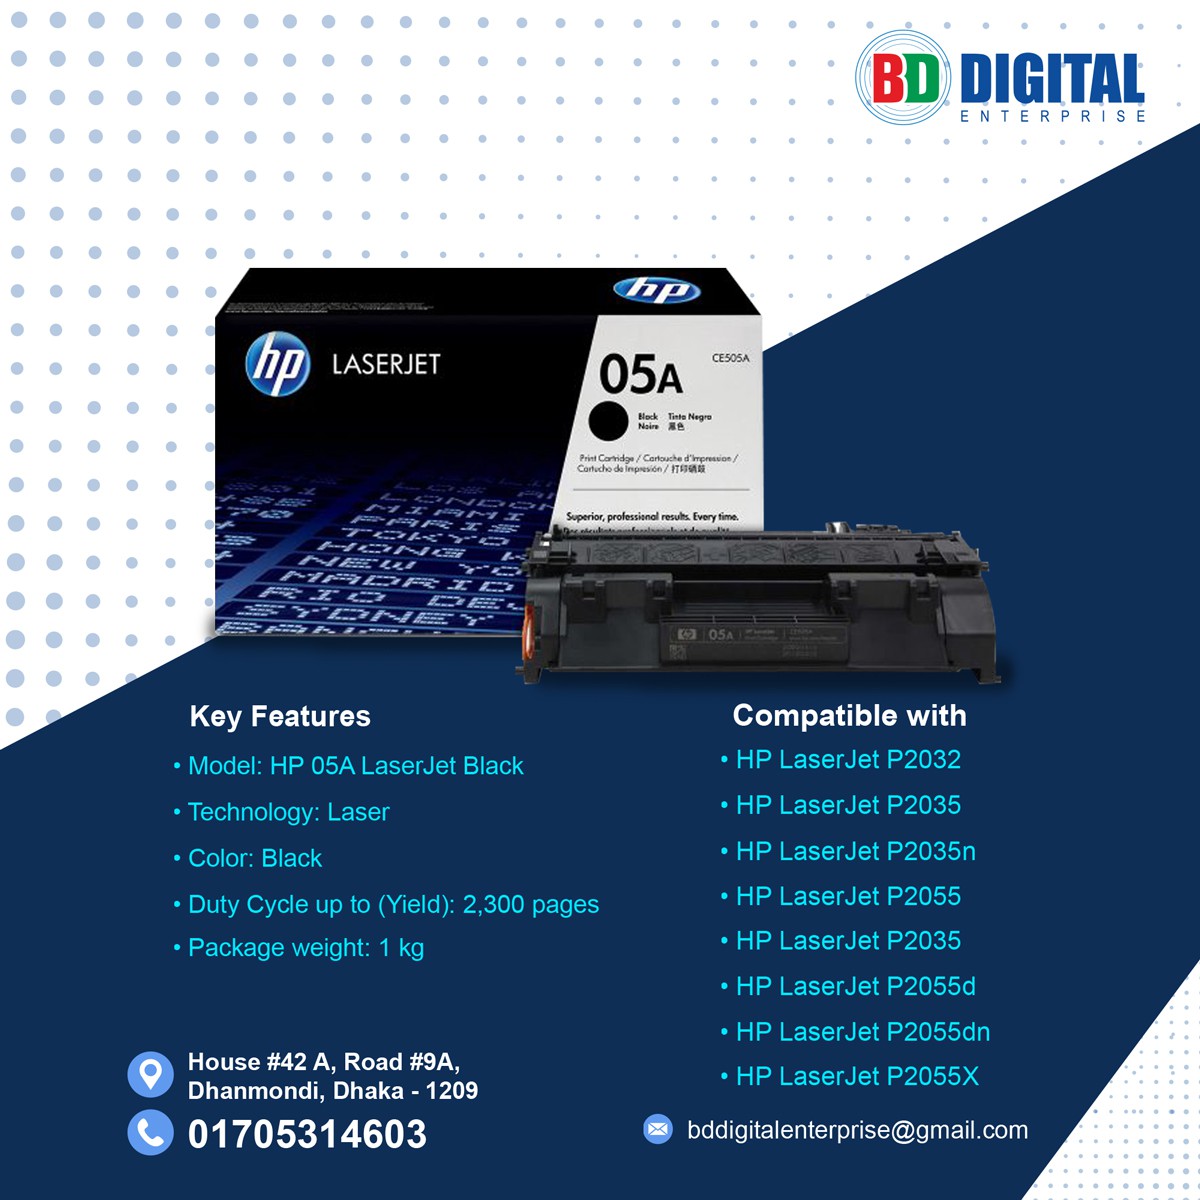 BD DIGITAL
ENTERPRISE
hp
hp LASERJET
05A
CE505A
Black Tinta Negra
Noire 黑色
Print Cartridge / Cartouche d'Impression /
Cartucho de Impresión / 打印硒鼓
Superior, professional results. Every time.
TOKYO
HONG KONG
NEW YO
MADRID
RIO DE
SYDNEY
hp 05A
Key Features
• Model: HP 05A LaserJet Black
• Technology: Laser
• Color: Black
• Duty Cycle up to (Yield): 2,300 pages
• Package weight: 1 kg
Compatible with
• HP LaserJet P2032
• HP LaserJet P2035
• HP LaserJet P2035n
• HP LaserJet P2055
• HP LaserJet P2035
• HP LaserJet P2055d
• HP LaserJet P2055dn
• HP LaserJet P2055X
House #42 A, Road #9A,
Dhanmondi, Dhaka - 1209
01705314603
bddigitalenterprise@gmail.com